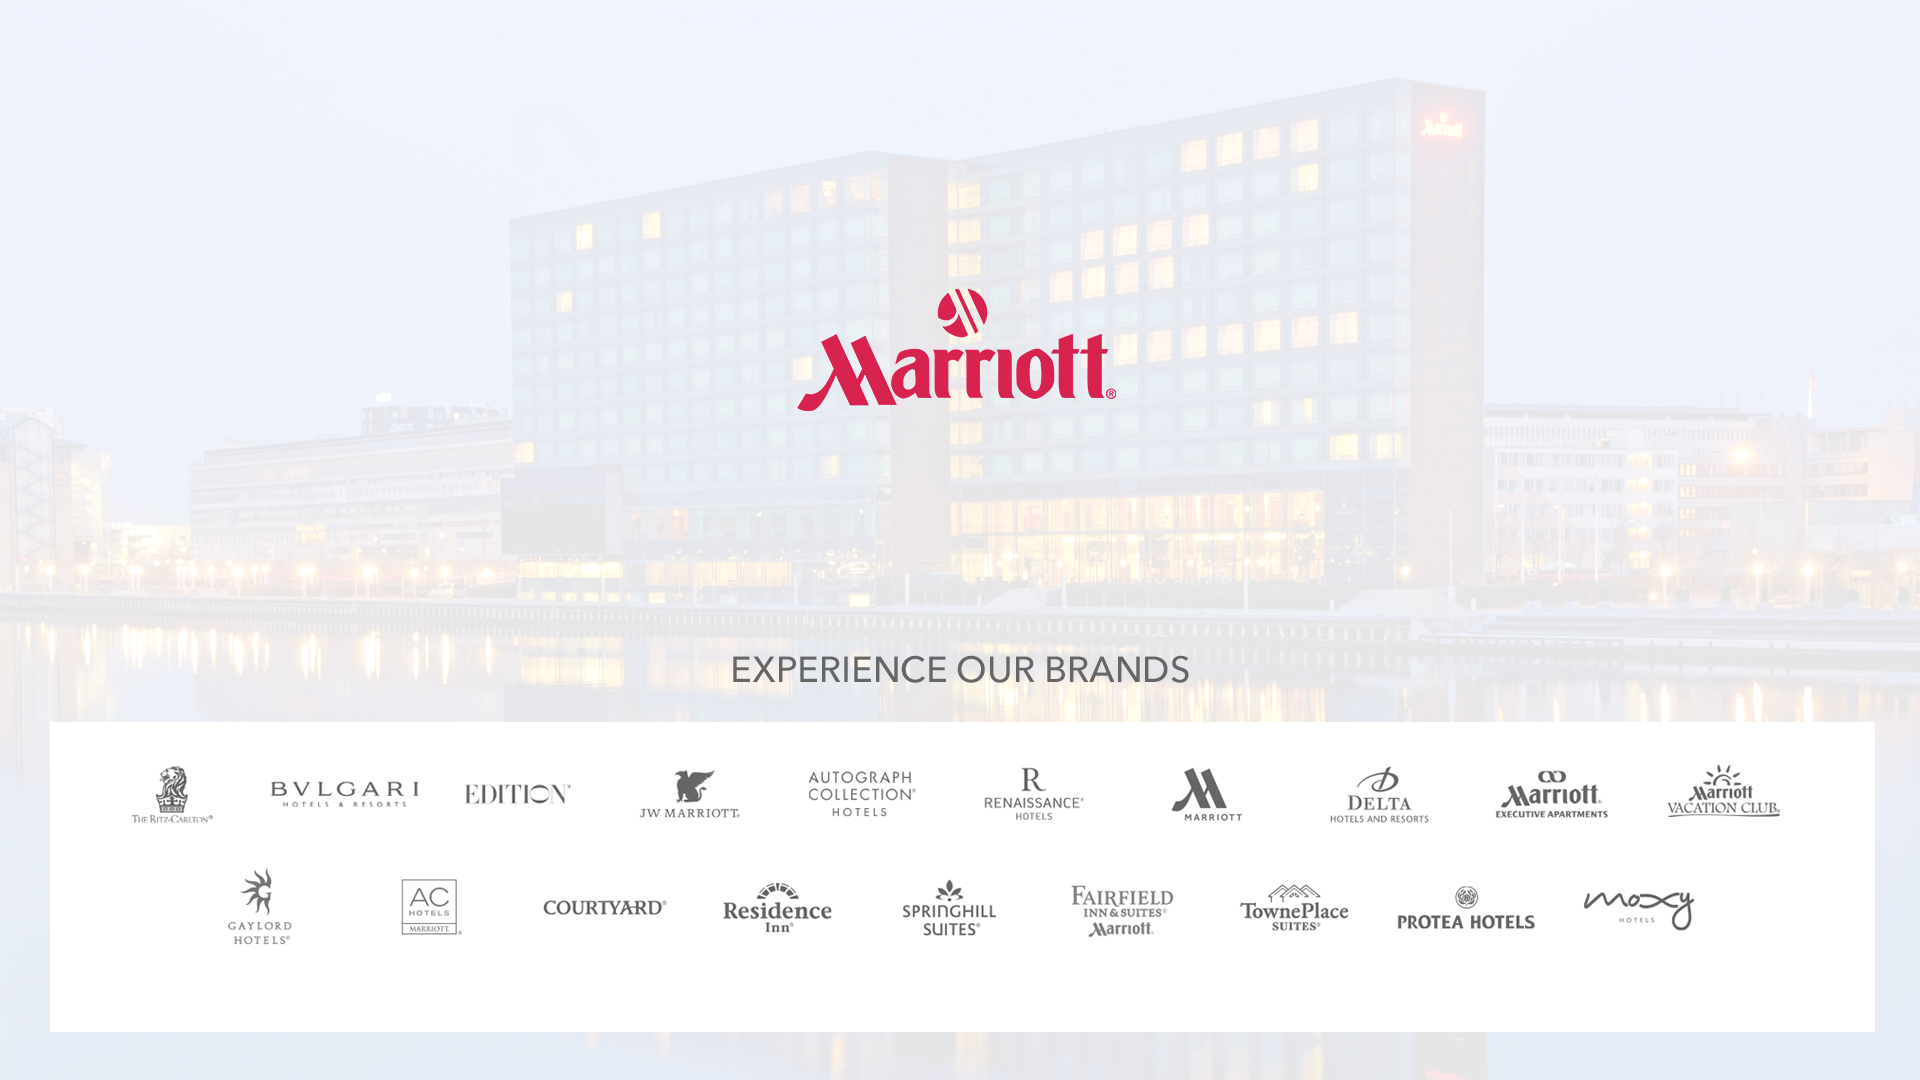 Marriott
Marriott®
EXPERIENCE OUR BRANDS
THE RITZ-CARLTON®
BVLGARI
HOTELS & RESORTS
EDITION®
JW MARRIOTT®
AUTOGRAPH
COLLECTION®
HOTELS
R
RENAISSANCE®
HOTELS
MARRIOTT
DELTA
HOTELS AND RESORTS
Marriott®
EXECUTIVE APARTMENTS
Marriott
VACATION CLUB®
G
GAYLORD
HOTELS®
AC
HOTELS
MARRIOTT®
COURTYARD®
Residence
Inn®
SPRINGHILL
SUITES®
FAIRFIELD
INN & SUITES®
Marriott®
TownePlace
SUITES®
PROTEA HOTELS
moxy
HOTELS